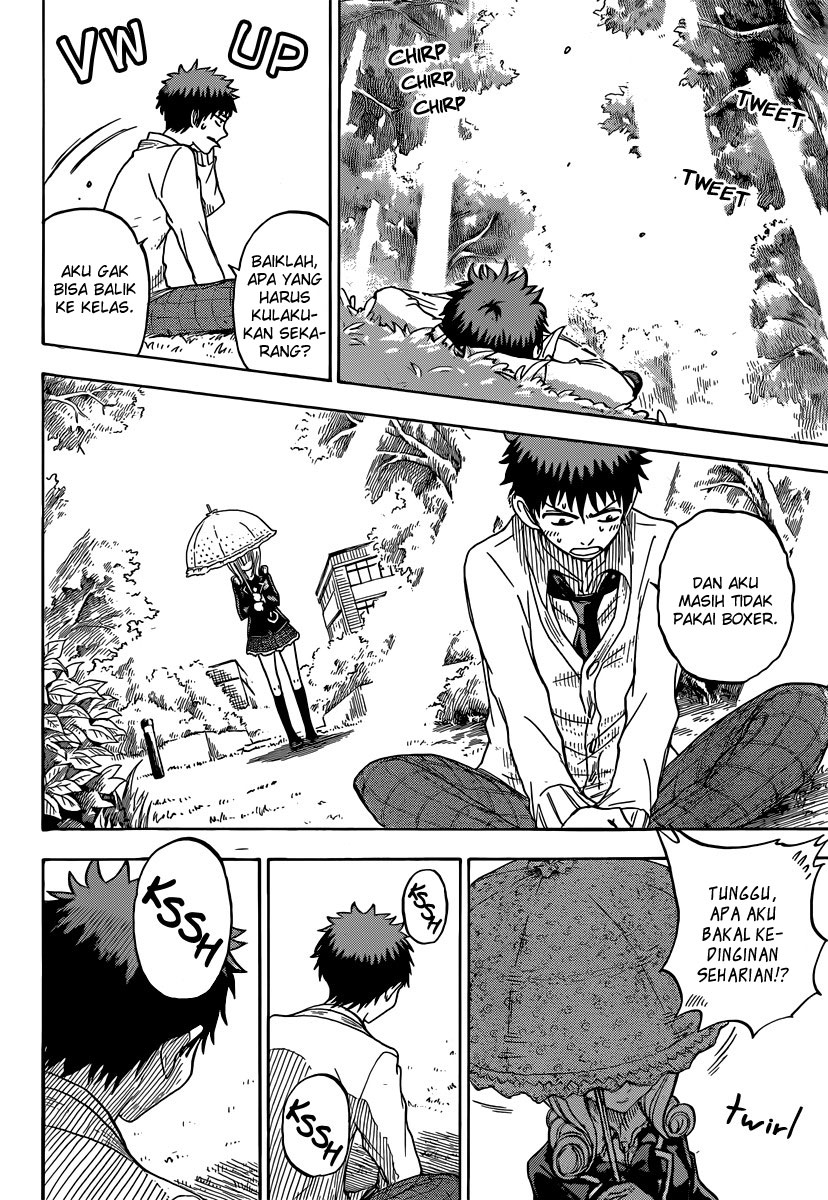 CHIRP
CHIRP
CHIRP
TWEET
TWEET
VW UP
BAIKLAH,
APA YANG
HARUS
KULAKU-
KAN SEKA-
RANG?
AKU GAK
BISA BALIK
KE KELAS.
DAN AKU
MASIH TIDAK
PAKAI BOXER.
TUNGGU,
APA AKU
BAKAL KE-
DINGINAN
SEHARIAN!?
twirl
KSSH
KSSH
KSSH